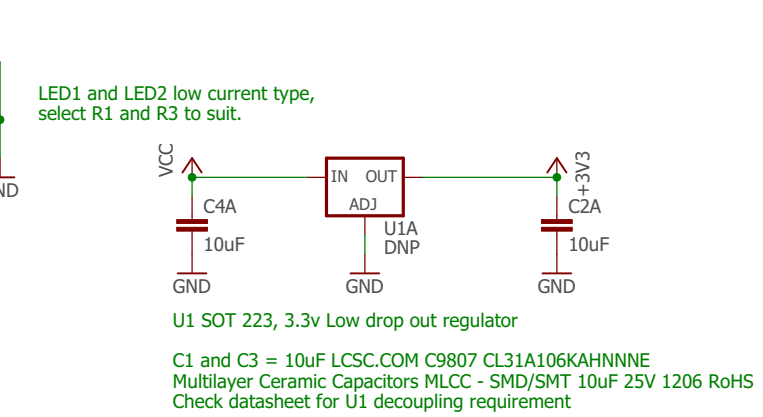 LED1 and LED2 low current type,
select R1 and R3 to suit.
VCC
IN OUT
ADJ
+3V3
C4A
10uF
U1A
DNP
C2A
10uF
ND
GND
GND
GND
U1 SOT 223, 3.3v Low drop out regulator
C1 and C3 = 10uF LCSC.COM C9807 CL31A106KAHNNNE
Multilayer Ceramic Capacitors MLCC - SMD/SMT 10uF 25V 1206 RoHS
Check datasheet for U1 decoupling requirement